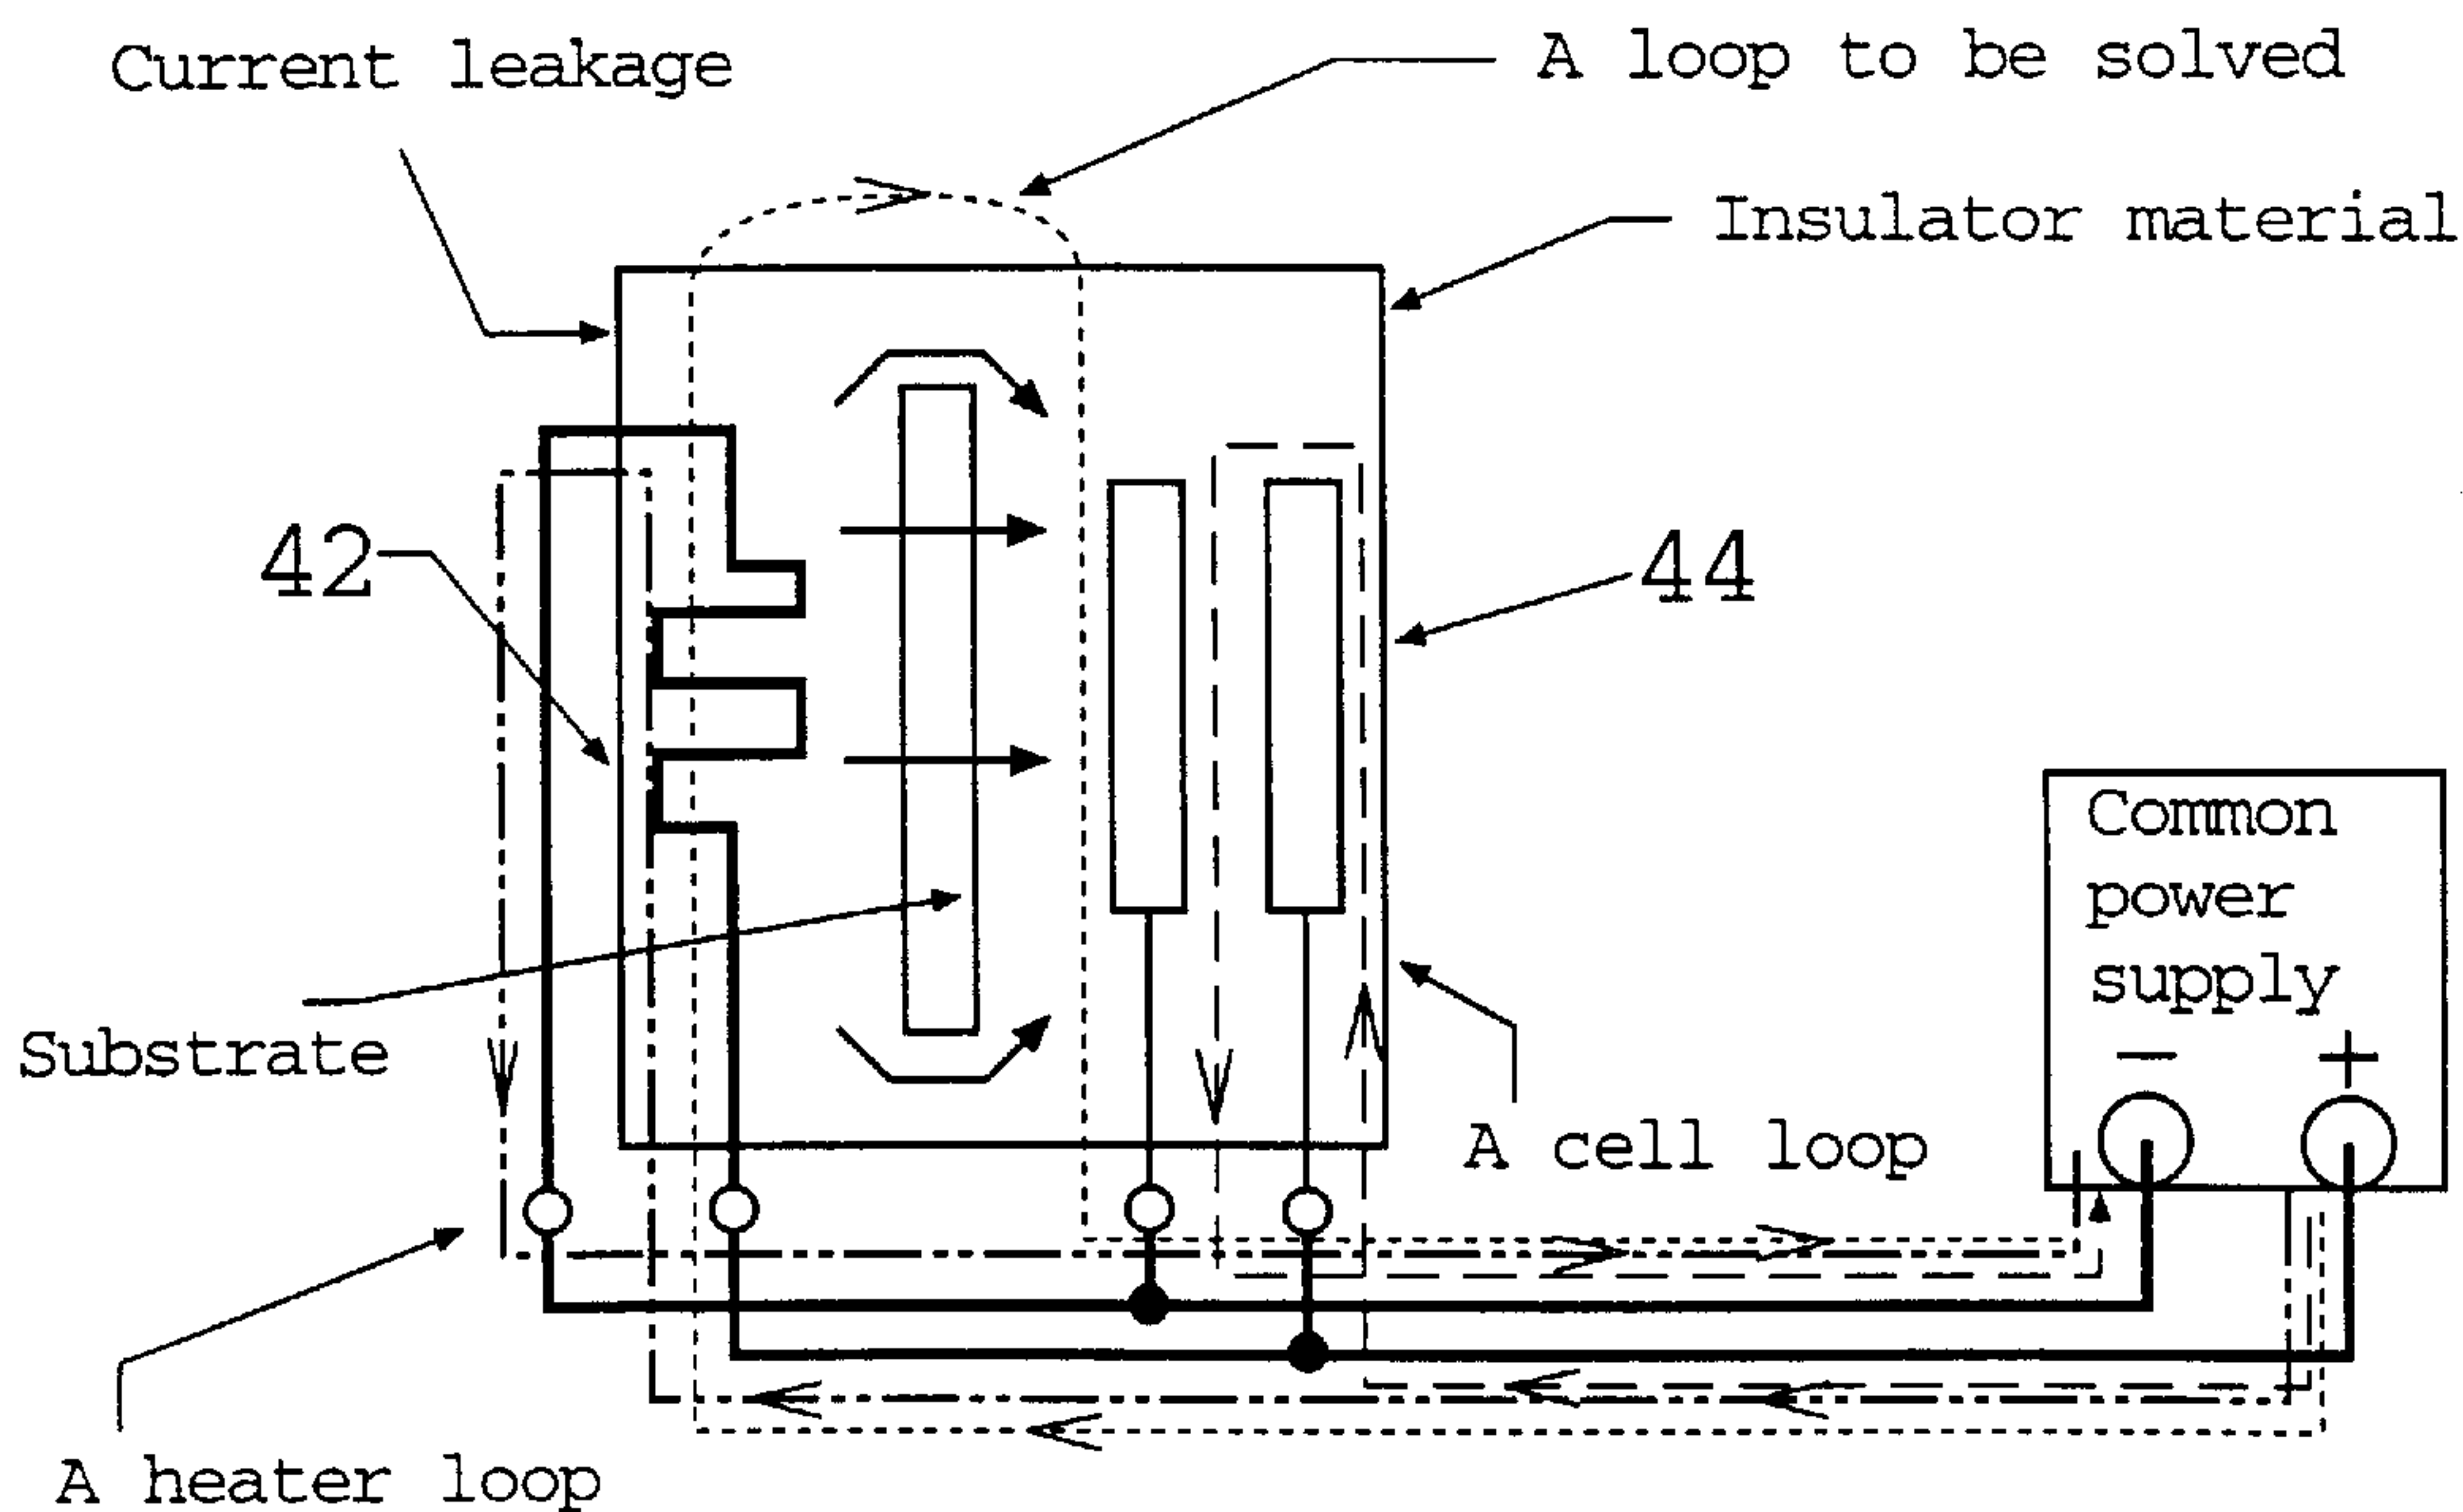 Current leakage
A loop to be solved
Insulator material
42
44
Common
power
supply
Substrate
− +
A cell loop
A heater loop